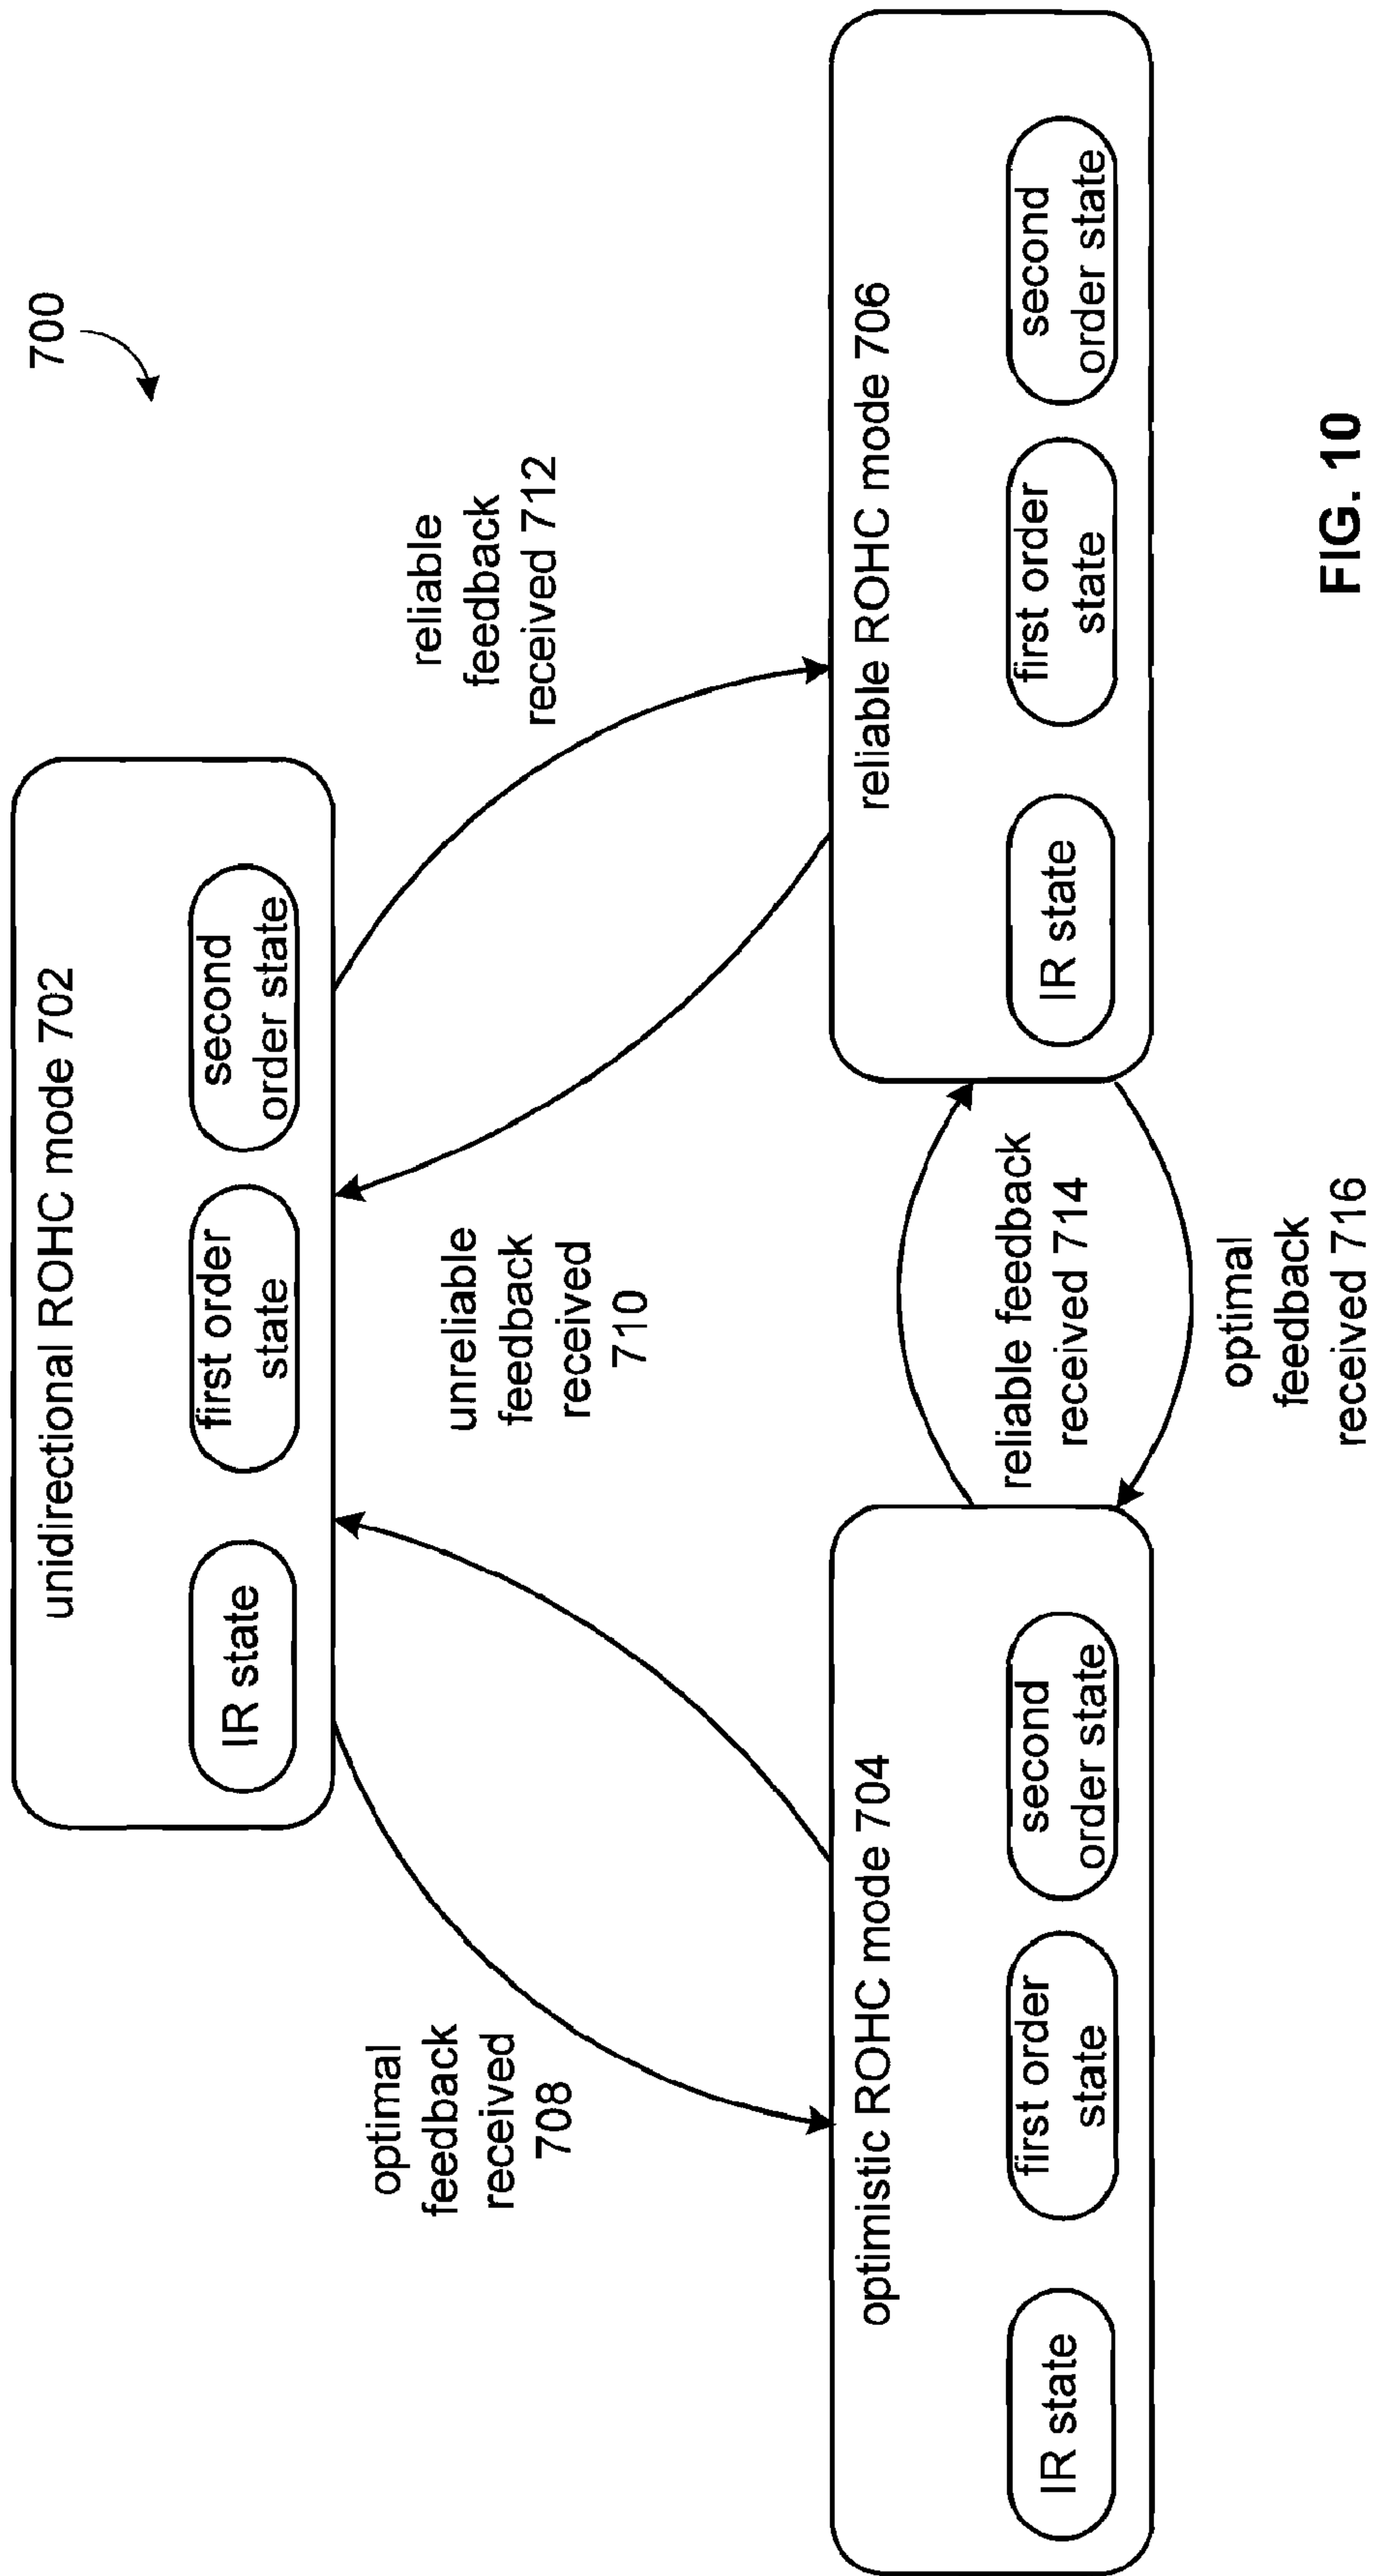 700
unidirectional ROHC mode 702
IR state
first order
state
second
order state
optimal
feedback
received
708
unreliable
feedback
received
710
reliable
feedback
received 712
optimistic ROHC mode 704
IR state
first order
state
second
order state
reliable feedback
received 714
optimal
feedback
received 716
reliable ROHC mode 706
IR state
first order
state
second
order state
FIG. 10